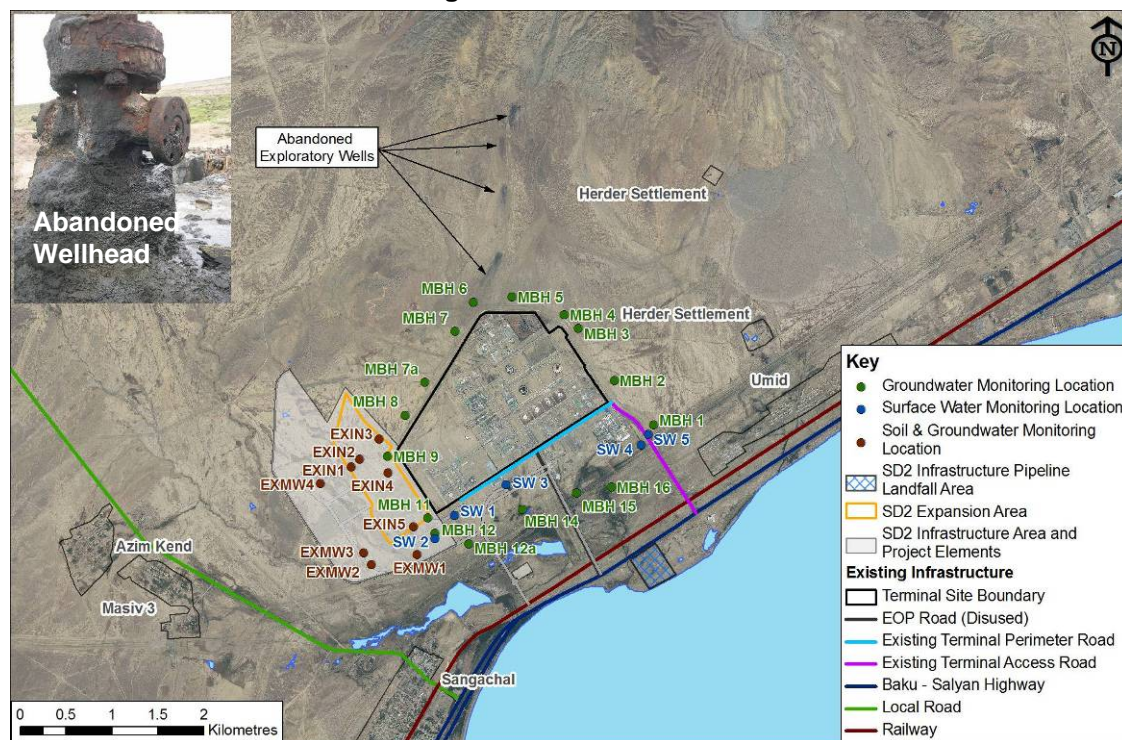 Abandoned
Wellhead
Abandoned
Exploratory Wells
N
Herder Settlement
MBH 6
MBH 5
MBH 4
Herder Settlement
MBH 7
MBH 3
MBH 7a
MBH 2
Umid
MBH 8
MBH 1
EXIN3
SW 5
EXIN2
MBH 9
SW 4
EXIN1
EXMW4
EXIN4
SW 3
MBH 16
MBH 15
MBH 11
SW 1
MBH 14
EXIN5
MBH 12
SW 2
MBH 12a
Azim Kend
EXMW3
EXMW1
EXMW2
Masiv 3
Sangachal
Key
Groundwater Monitoring Location
Surface Water Monitoring Location
Soil & Groundwater Monitoring
Location
SD2 Infrastructure Pipeline
Landfall Area
SD2 Expansion Area
SD2 Infrastructure Area and
Project Elements
Existing Infrastructure
Terminal Site Boundary
EOP Road (Disused)
Existing Terminal Perimeter Road
Existing Terminal Access Road
Baku - Salyan Highway
Local Road
Railway
0 0.5 1 1.5 2
Kilometres